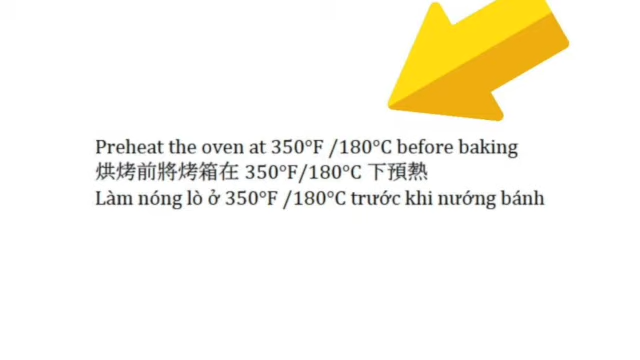 Preheat the oven at 350°F /180°C before baking
烘烤前將烤箱在 350°F/180°C 下預熱
Làm nóng lò ở 350°F /180°C trước khi nướng bánh